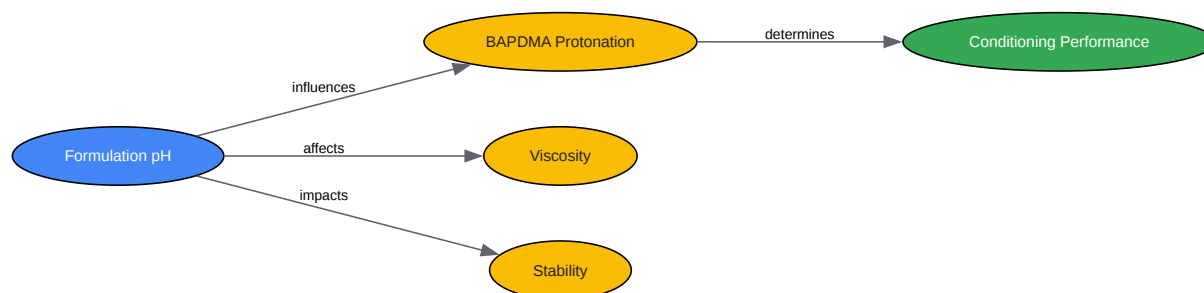 BAPDMA Protonation
determines
Conditioning Performance
influences
Formulation pH
affects
Viscosity
impacts
Stability